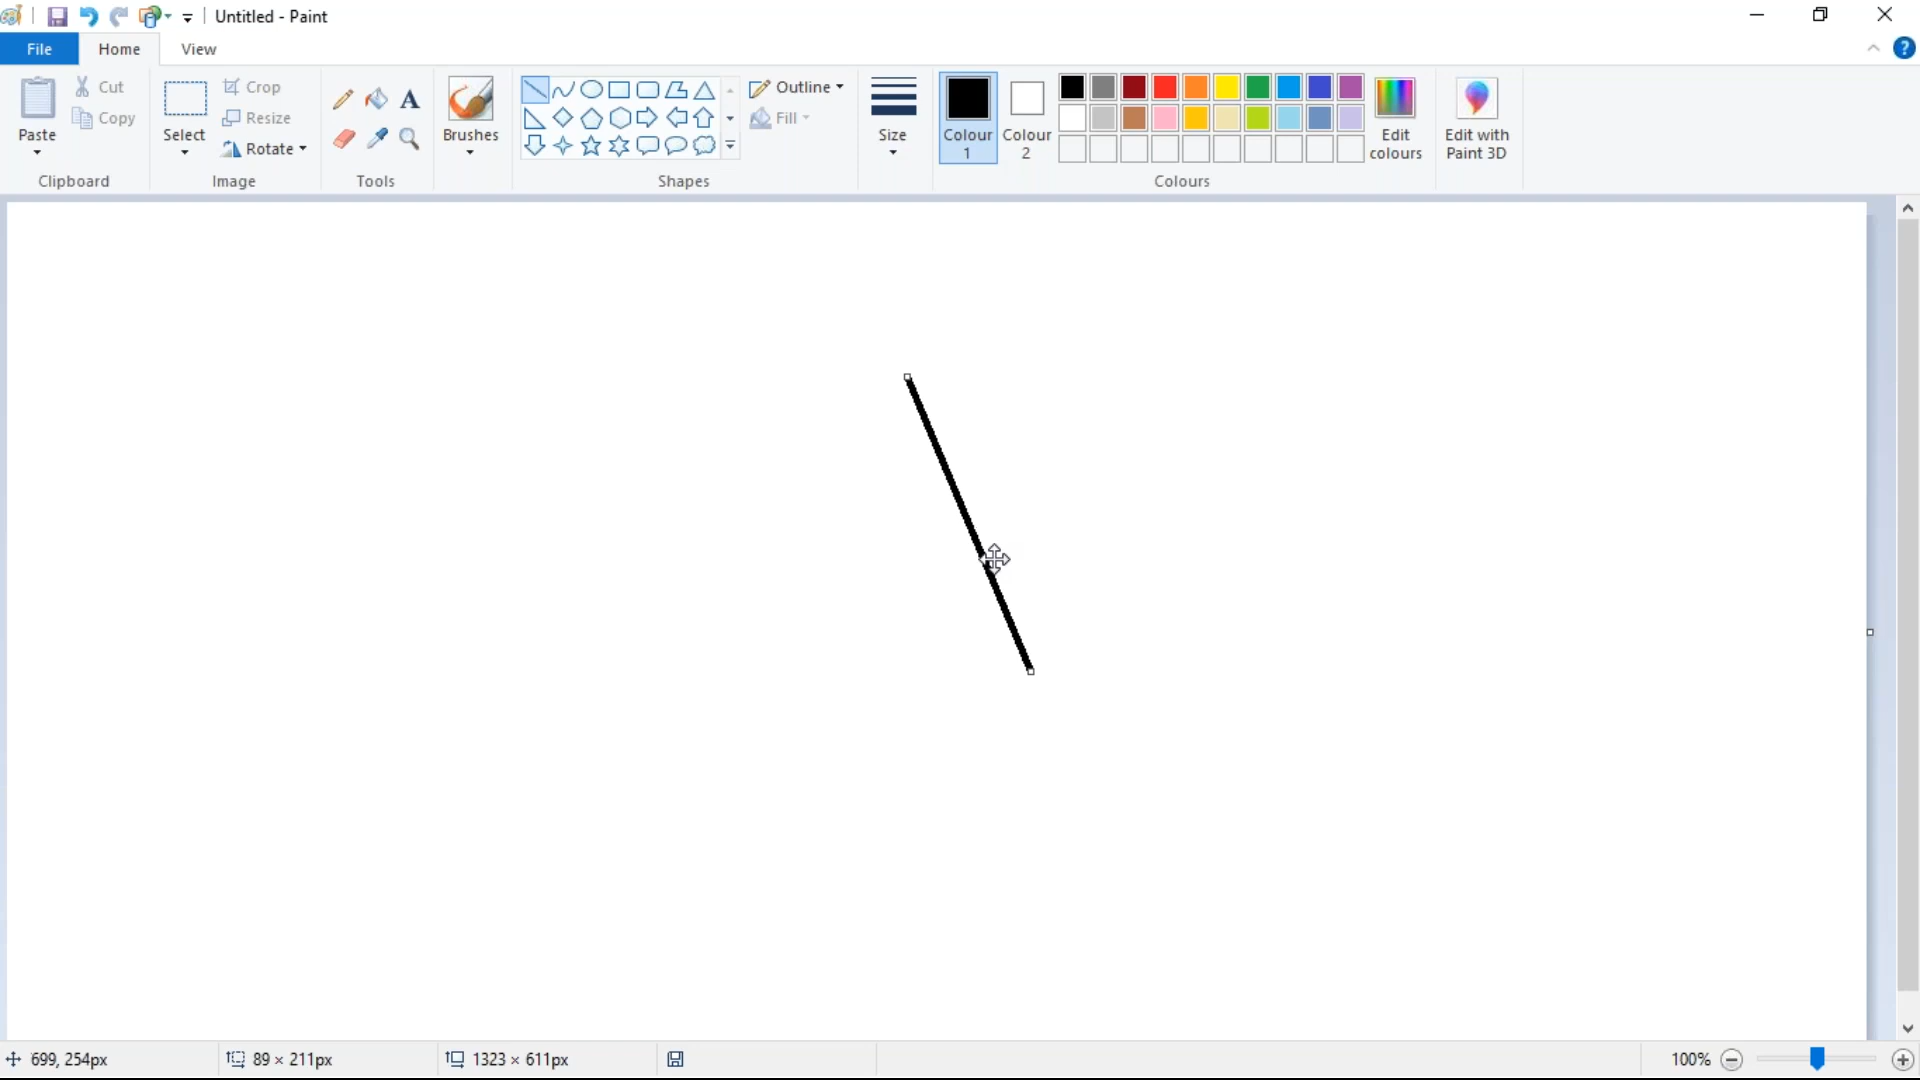 Untitled - Paint
File Home View
Paste
Cut
Copy
Clipboard
Select
Crop
Resize
Rotate
Image
A
Tools
Brushes
Shapes
Outline
Fill
Size
Colour 1
Colour 2
Colours
Edit colours
Edit with Paint 3D
?
699, 254px
89 × 211px
1323 × 611px
100%